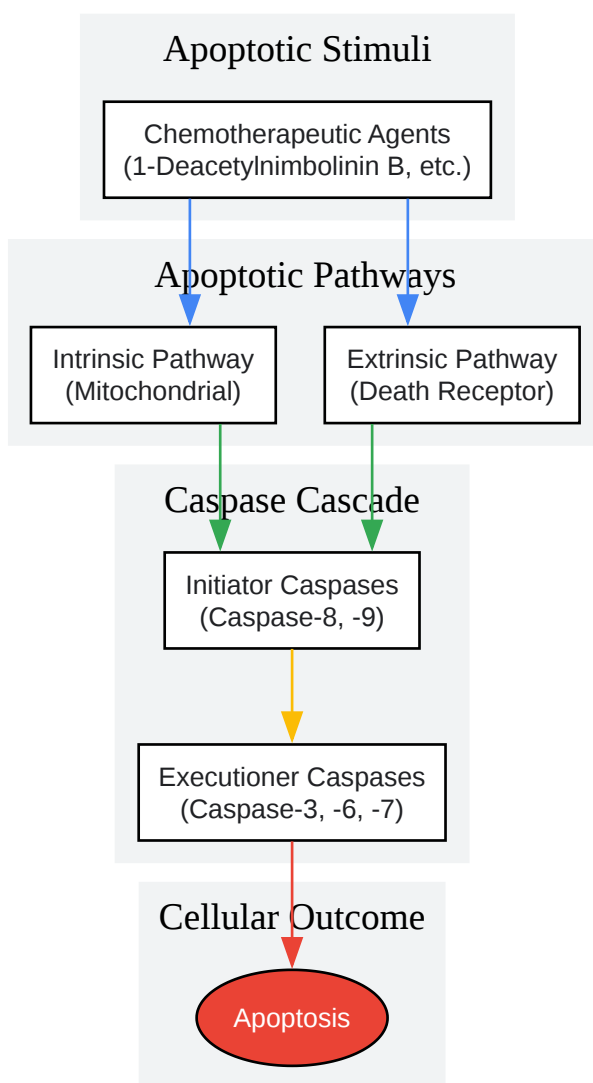 Apoptotic Stimuli
Chemotherapeutic Agents
(1-Deacetylnimbolinin B, etc.)
Apoptotic Pathways
Intrinsic Pathway
(Mitochondrial)
Extrinsic Pathway
(Death Receptor)
Caspase Cascade
Initiator Caspases
(Caspase-8, -9)
Executioner Caspases
(Caspase-3, -6, -7)
Cellular Outcome
Apoptosis